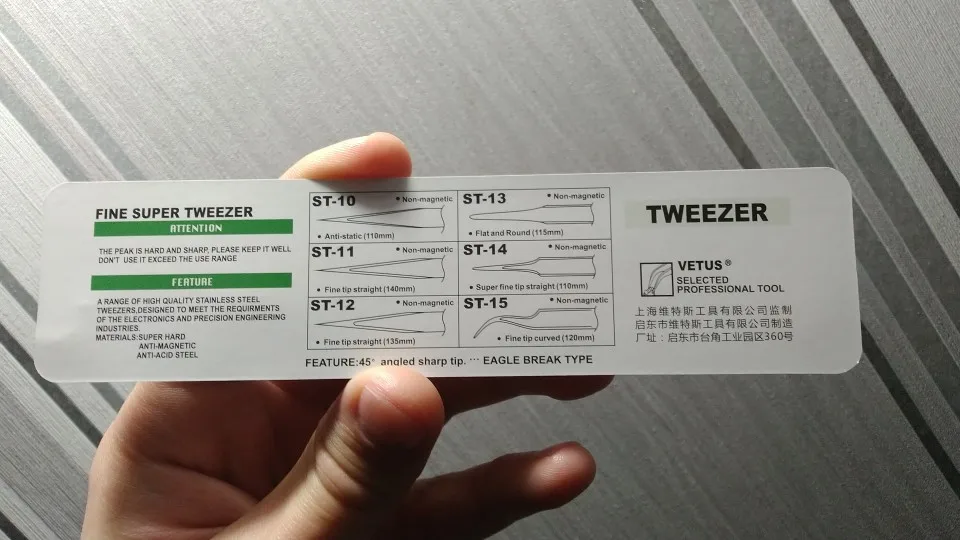 FINE SUPER TWEEZER
ATTENTION
THE PEAK IS HARD AND SHARP, PLEASE KEEP IT WELL
DON'T USE IT EXCEED THE USE RANGE
FEATURE
A RANGE OF HIGH QUALITY STAINLESS STEEL
TWEEZERS,DESIGNED TO MEET THE REQUIRMENTS
OF THE ELECTRONICS AND PRECISION ENGINEERING
INDUSTRIES.
MATERIALS:SUPER HARD
ANTI-MAGNETIC
ANTI-ACID STEEL
ST-10 • Non-magnetic
• Anti-static (110mm)
ST-11 • Non-magnetic
• Fine tip straight (140mm)
ST-12 • Non-magnetic
• Fine tip straight (135mm)
ST-13 • Non-magnetic
• Flat and Round (115mm)
ST-14 • Non-magnetic
• Super fine tip straight (110mm)
ST-15 • Non-magnetic
• Fine tip curved (120mm)
FEATURE:45° angled sharp tip. ··· EAGLE BREAK TYPE
TWEEZER
VETUS®
SELECTED
PROFESSIONAL TOOL
上海维特斯工具有限公司监制
启东市维特斯工具有限公司制造
厂址：启东市台角工业园区360号